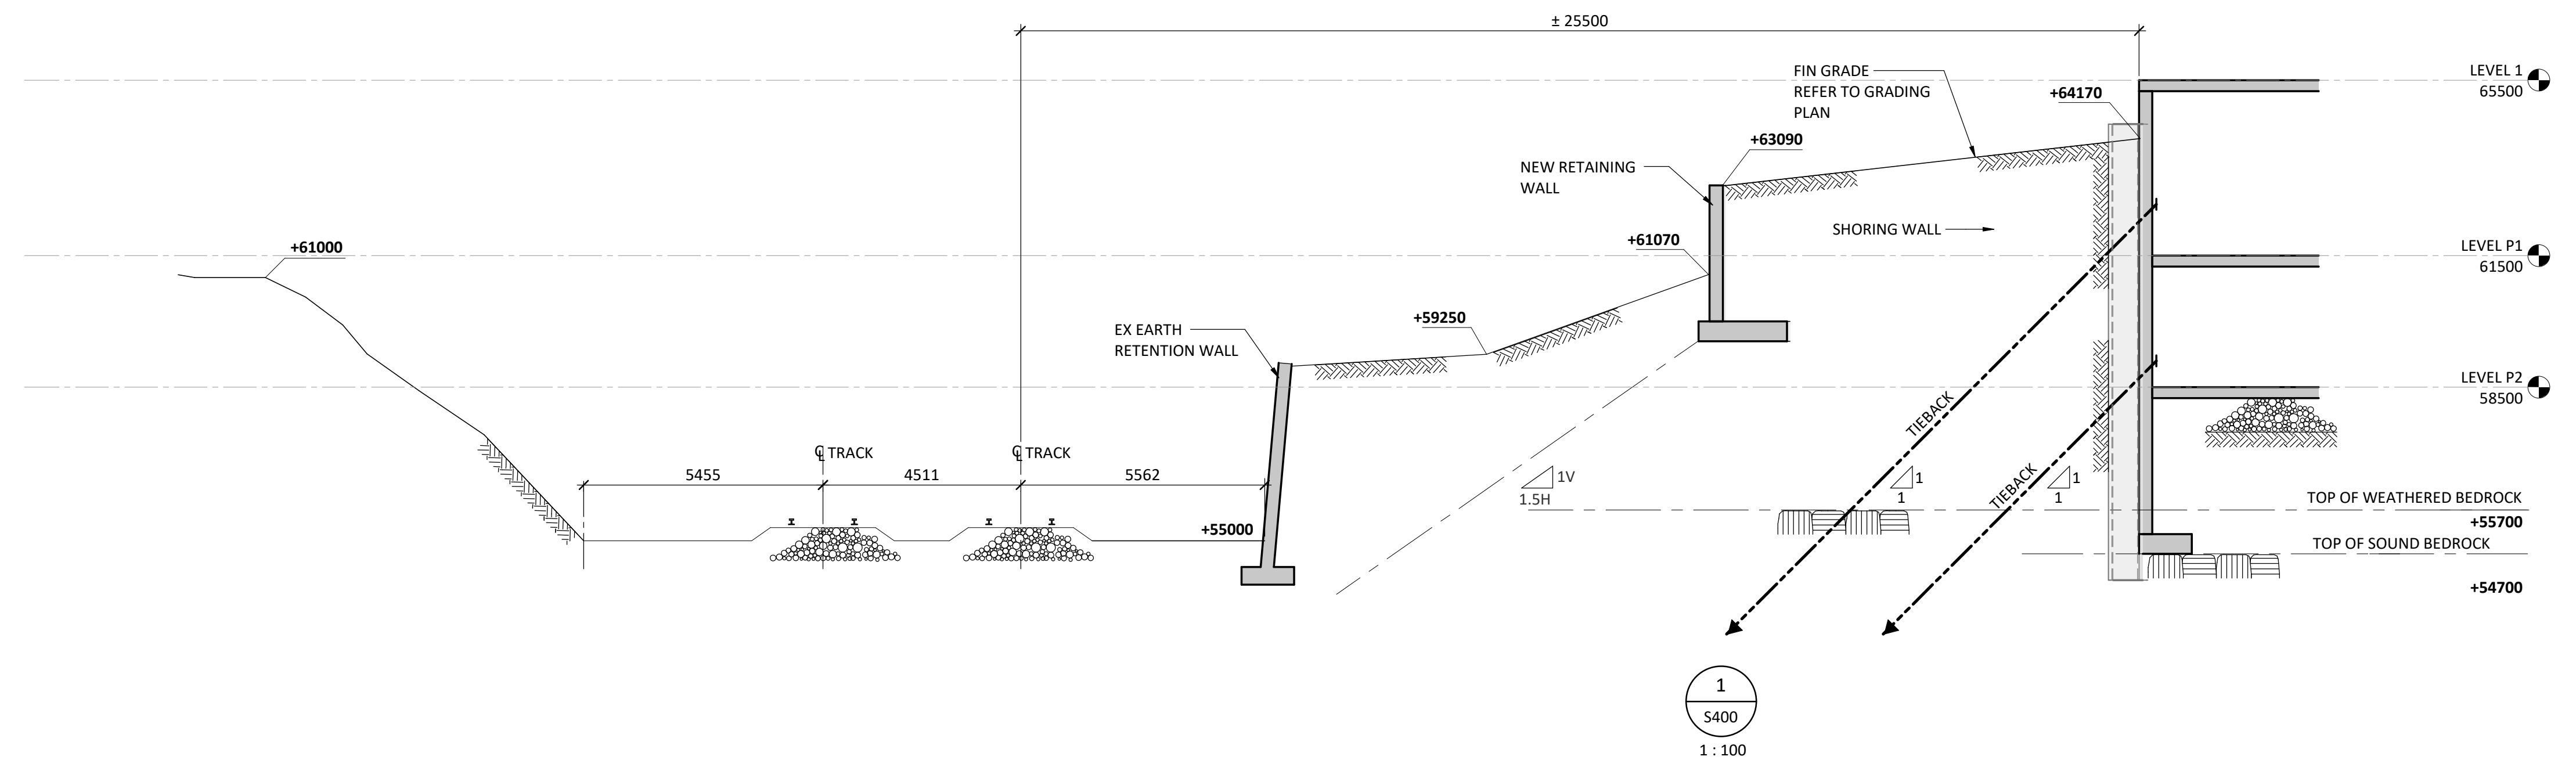 ± 25500
FIN GRADE
REFER TO GRADING
PLAN
LEVEL 1
65500
+64170
+63090
NEW RETAINING
WALL
SHORING WALL
+61070
+61000
LEVEL P1
61500
+59250
EX EARTH
RETENTION WALL
LEVEL P2
58500
TIEBACK
TIEBACK
℄ TRACK
℄ TRACK
5455
4511
5562
1V
1.5H
1
1
1
1
TOP OF WEATHERED BEDROCK
+55700
+55000
TOP OF SOUND BEDROCK
+54700
1
S400
1 : 100